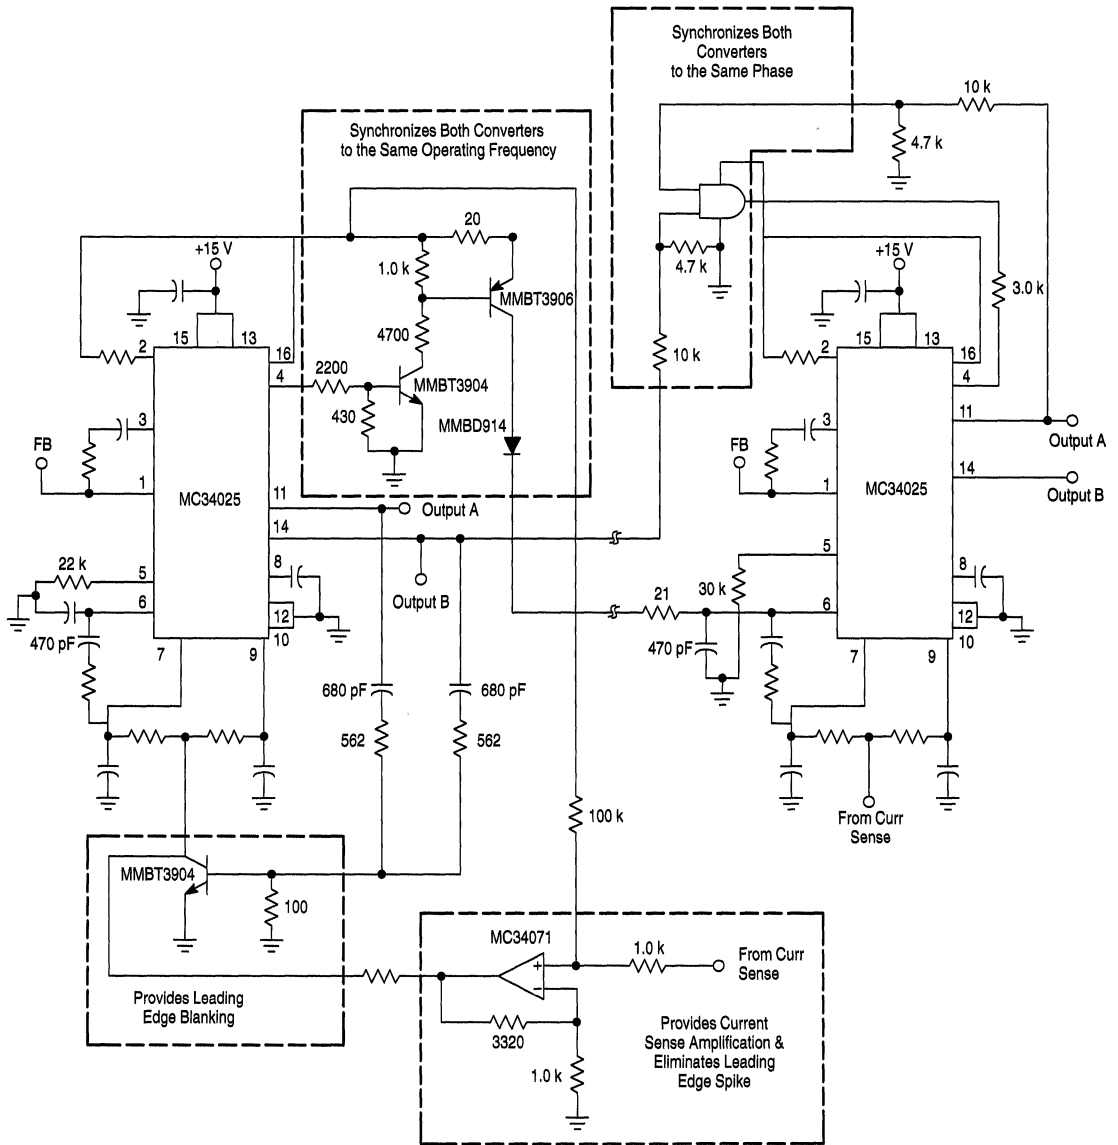 Synchronizes Both
Converters
to the Same Phase
10 k
4.7 k
Synchronizes Both Converters
to the Same Operating Frequency
20
1.0 k
MMBT3906
4700
2200
MMBT3904
430
MMBD914
4.7 k
10 k
3.0 k
+15 V
15
13
2
16
4
3
FB
1
MC34025
11
Output A
14
Output B
22 k
5
8
6
12
10
470 pF
7
9
+15 V
15
13
2
16
4
3
11
Output A
FB
1
MC34025
14
Output B
5
30 k
8
21
6
12
10
470 pF
7
9
From Curr
Sense
680 pF
680 pF
562
562
100 k
MMBT3904
100
Provides Leading
Edge Blanking
MC34071
+
−
1.0 k
From Curr
Sense
3320
1.0 k
Provides Current
Sense Amplification &
Eliminates Leading
Edge Spike